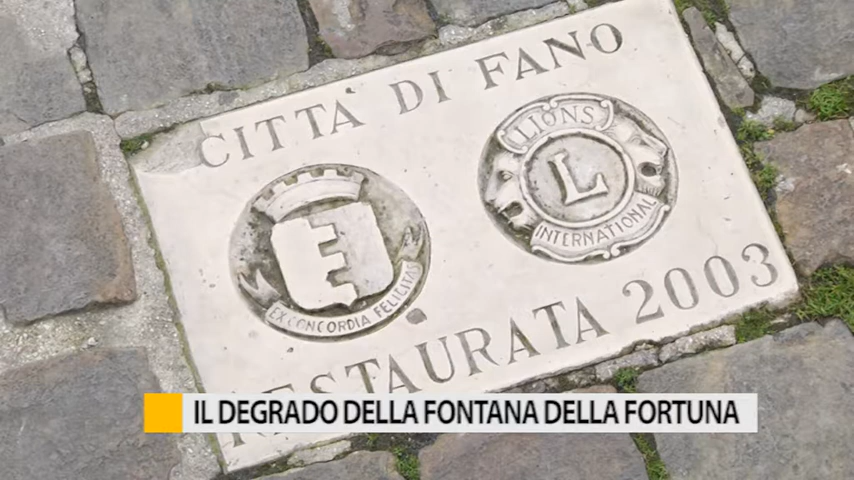 CITTÀ DI FANO
LIONS
L
INTERNATIONAL
EX CONCORDIA FELICITAS
RESTAURATA 2003
IL DEGRADO DELLA FONTANA DELLA FORTUNA